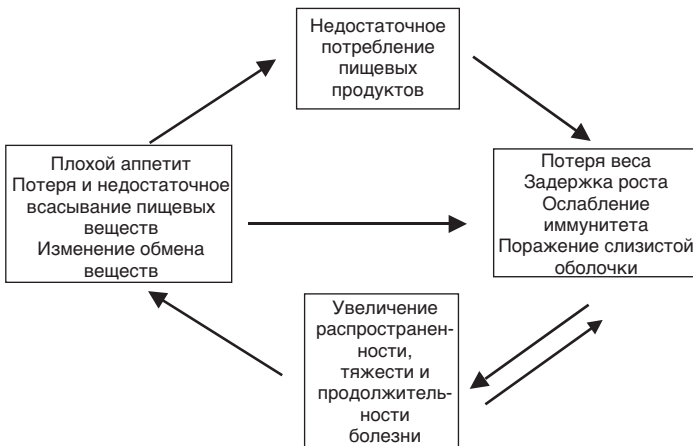 Недостаточное
потребление
пищевых
продуктов
Плохой аппетит
Потеря и недостаточное
всасывание пищевых
веществ
Изменение обмена
веществ
Потеря веса
Задержка роста
Ослабление
иммунитета
Поражение слизистой
оболочки
Увеличение
распространен-
ности,
тяжести и
продолжитель-
ности
болезни